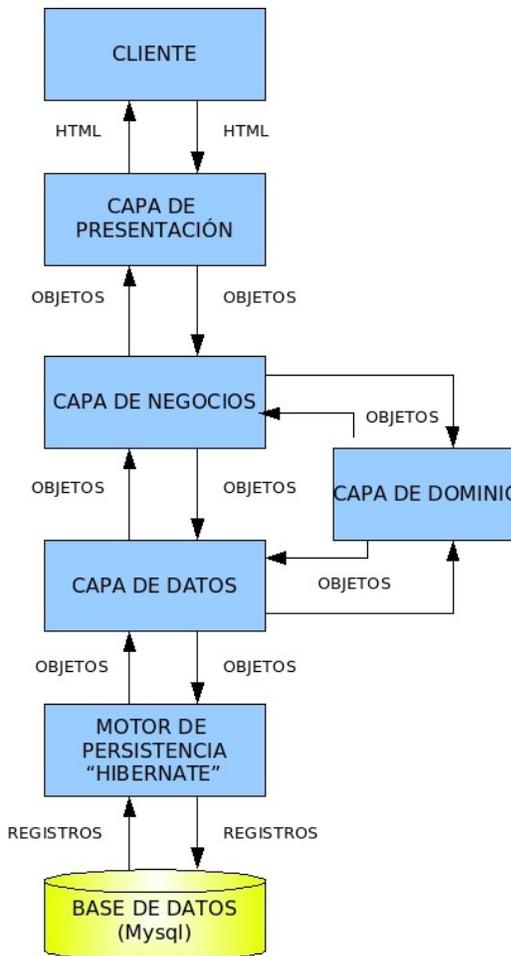 CLIENTE
HTML
HTML
CAPA DE
PRESENTACIÓN
OBJETOS
OBJETOS
CAPA DE NEGOCIOS
OBJETOS
OBJETOS
OBJETOS
CAPA DE DOMINIO
CAPA DE DATOS
OBJETOS
OBJETOS
OBJETOS
MOTOR DE
PERSISTENCIA
“HIBERNATE”
REGISTROS
REGISTROS
BASE DE DATOS
(Mysql)